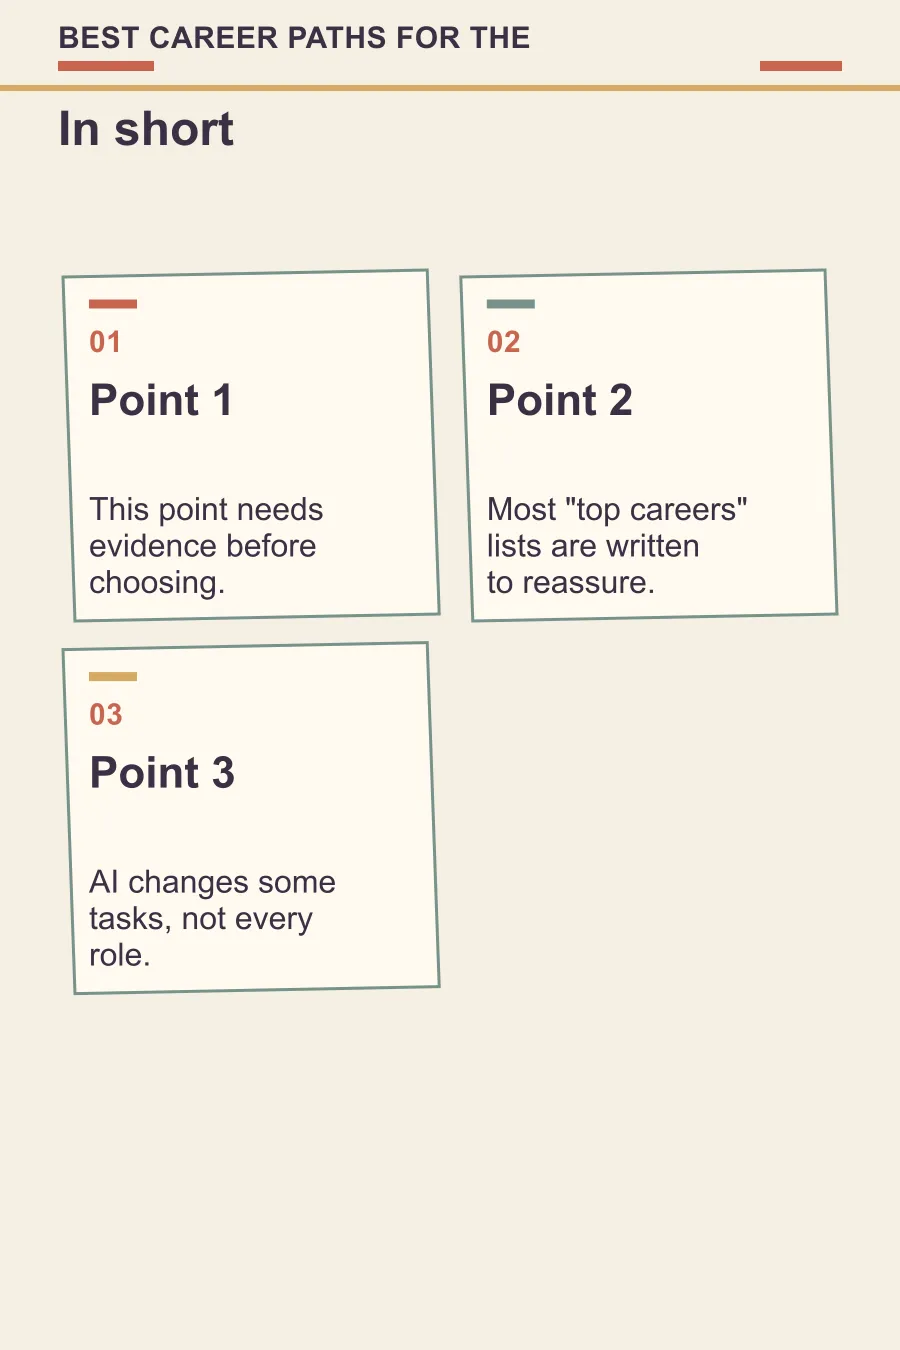 BEST CAREER PATHS FOR THE
In short
01
Point 1
This point needs
evidence before
choosing.
02
Point 2
Most "top careers"
lists are written
to reassure.
03
Point 3
AI changes some
tasks, not every
role.